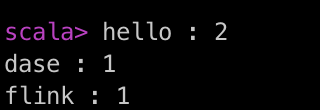 scala> hello : 2
dase : 1
flink : 1